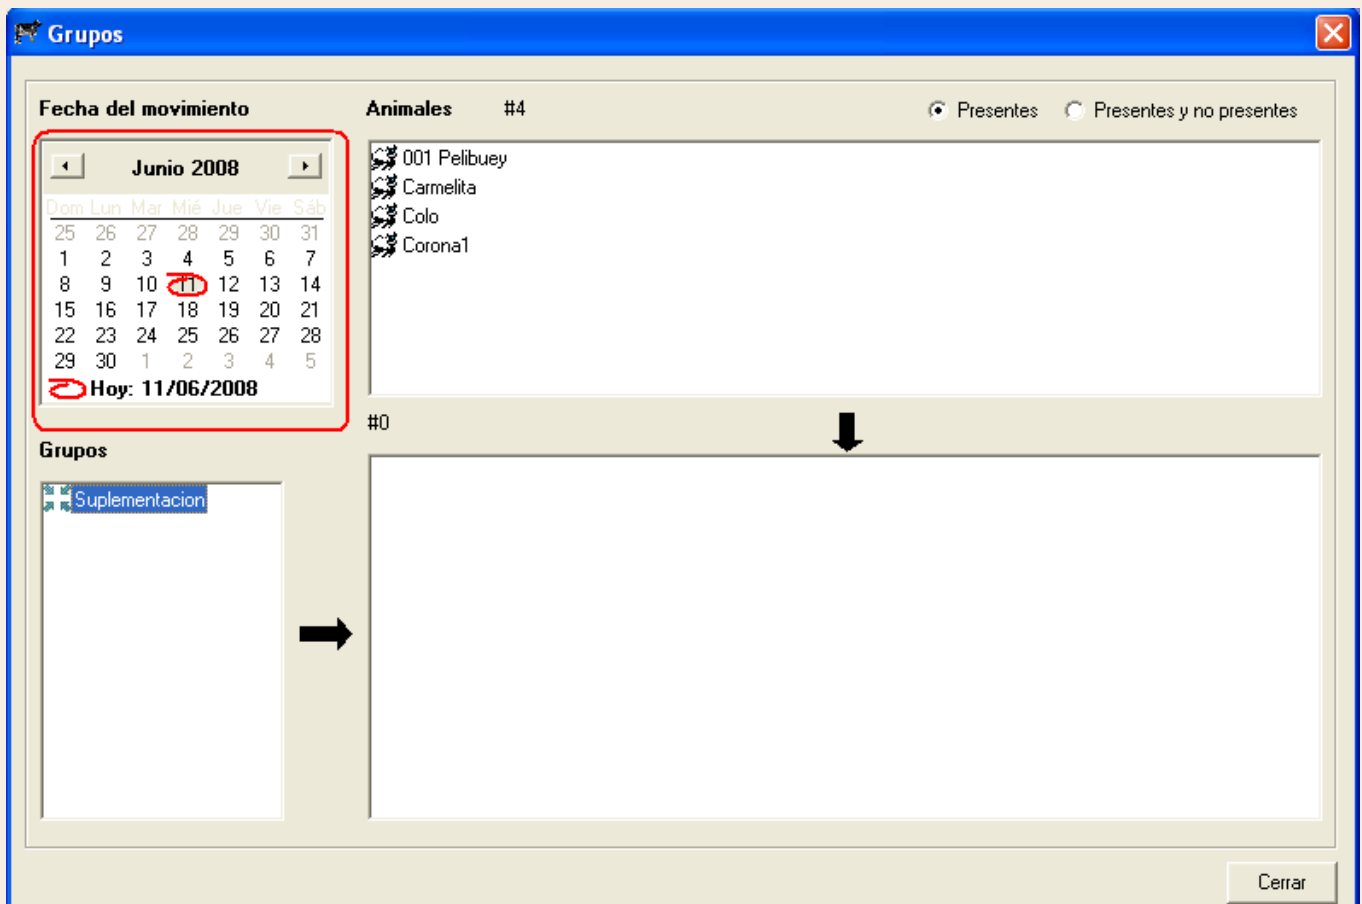 Grupos
Fecha del movimiento
Junio 2008
Dom Lun Mar Mié Jue Vie Sáb
25 26 27 28 29 30 31
1 2 3 4 5 6 7
8 9 10 11 12 13 14
15 16 17 18 19 20 21
22 23 24 25 26 27 28
29 30 1 2 3 4 5
Hoy: 11/06/2008
Animales #4
Presentes Presentes y no presentes
001 Pelibuey
Carmelita
Colo
Corona1
#0
Grupos
Suplementacion
Cerrar